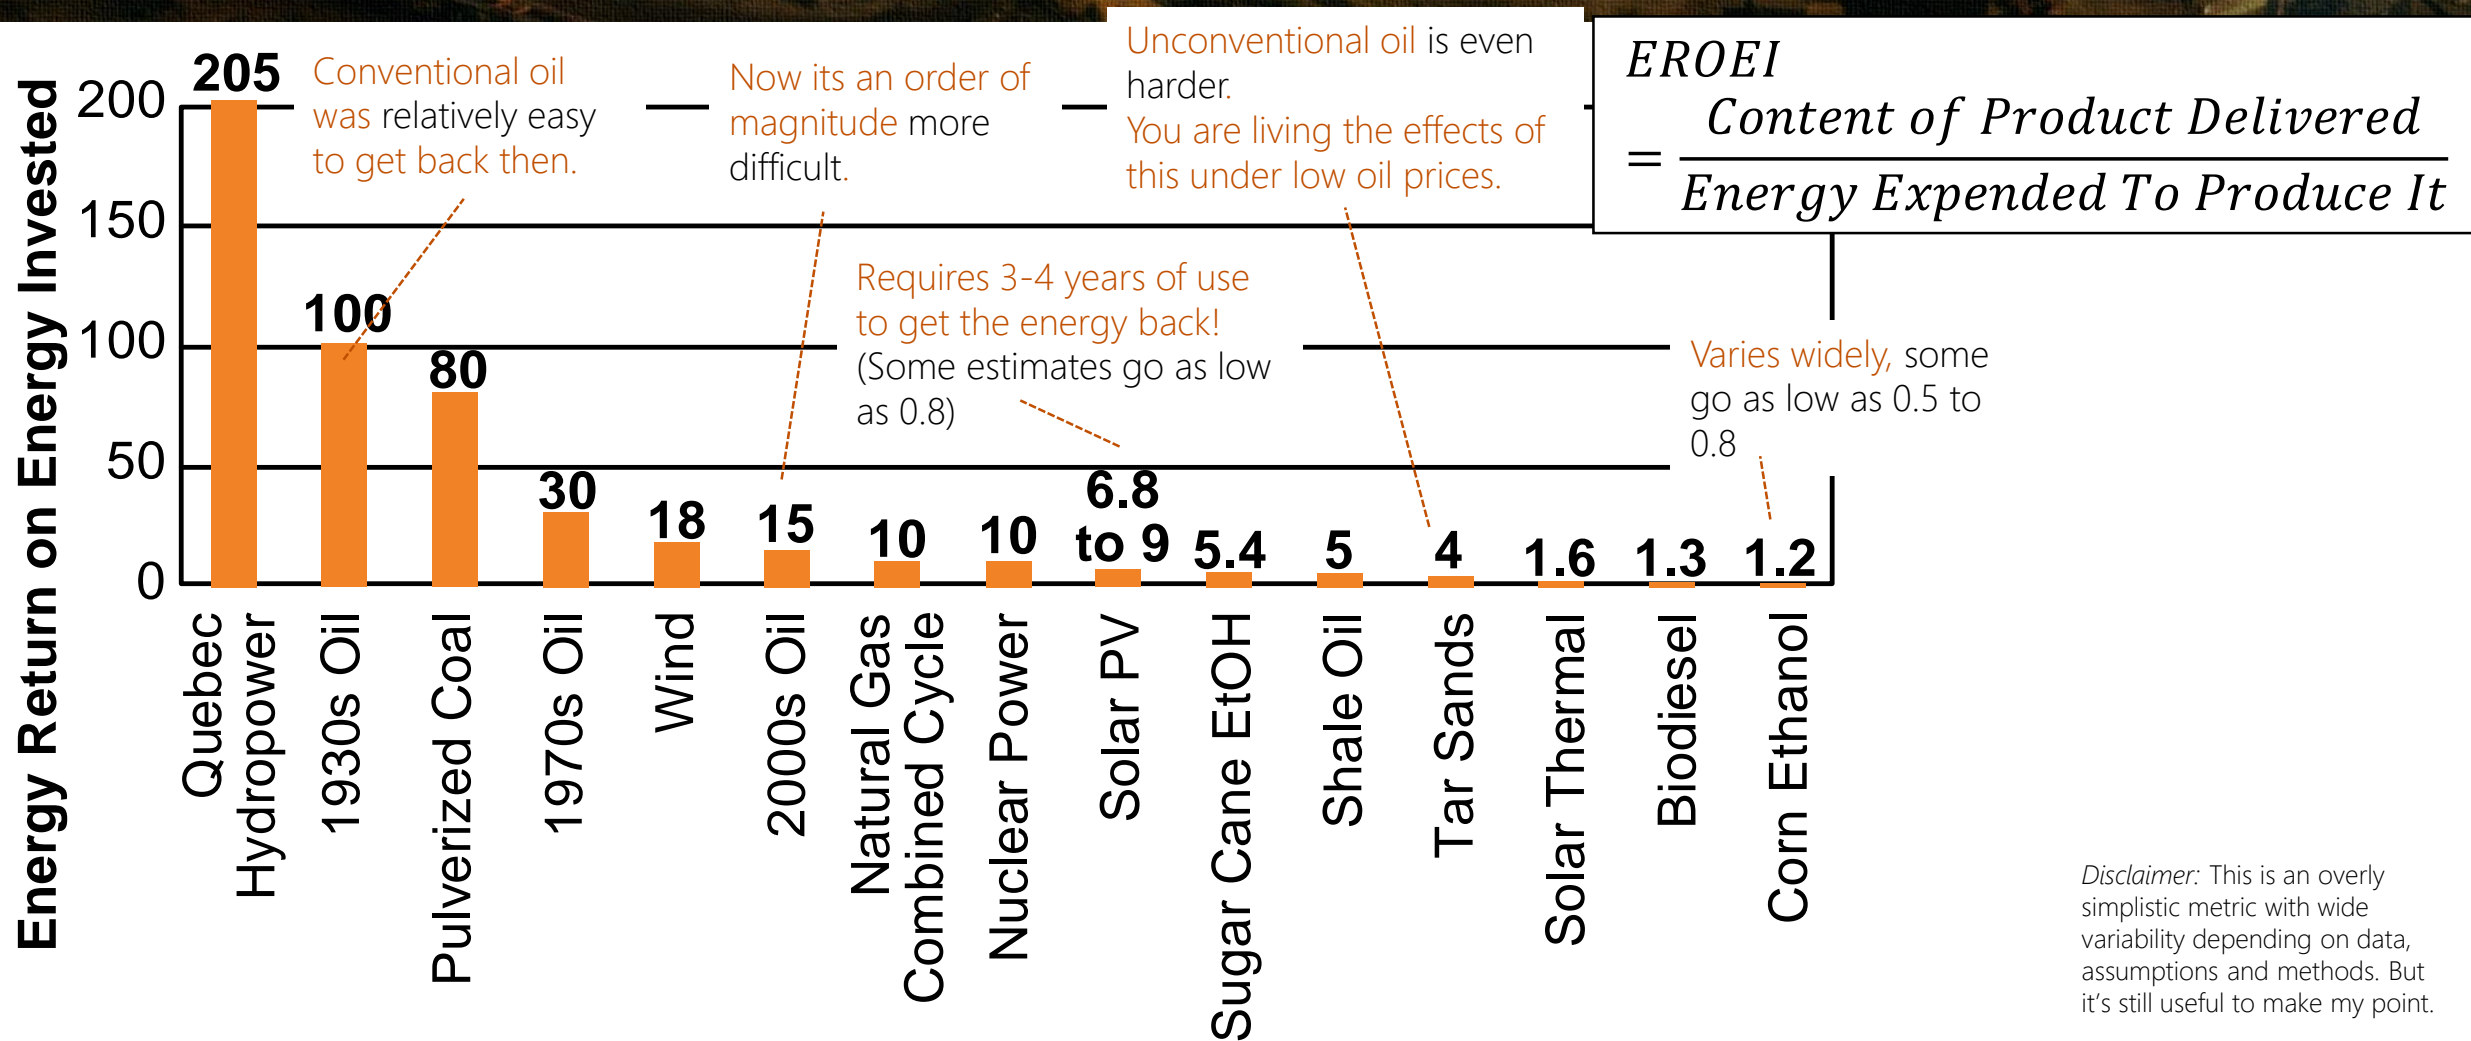 Energy Return on Energy Invested
200
150
100
50
0
205
100
80
30
18
15
10
10
6.8
to 9
5.4
5
4
1.6
1.3
1.2
Conventional oil
was relatively easy
to get back then.
Now its an order of
magnitude more
difficult.
Unconventional oil is even
harder.
You are living the effects of
this under low oil prices.
Requires 3-4 years of use
to get the energy back!
(Some estimates go as low
as 0.8)
Varies widely, some
go as low as 0.5 to
0.8
EROEI
= Content of Product Delivered
Energy Expended To Produce It
Quebec
Hydropower
1930s Oil
Pulverized Coal
1970s Oil
Wind
2000s Oil
Natural Gas
Combined Cycle
Nuclear Power
Solar PV
Sugar Cane EtOH
Shale Oil
Tar Sands
Solar Thermal
Biodiesel
Corn Ethanol
Disclaimer: This is an overly
simplistic metric with wide
variability depending on data,
assumptions and methods. But
it's still useful to make my point.